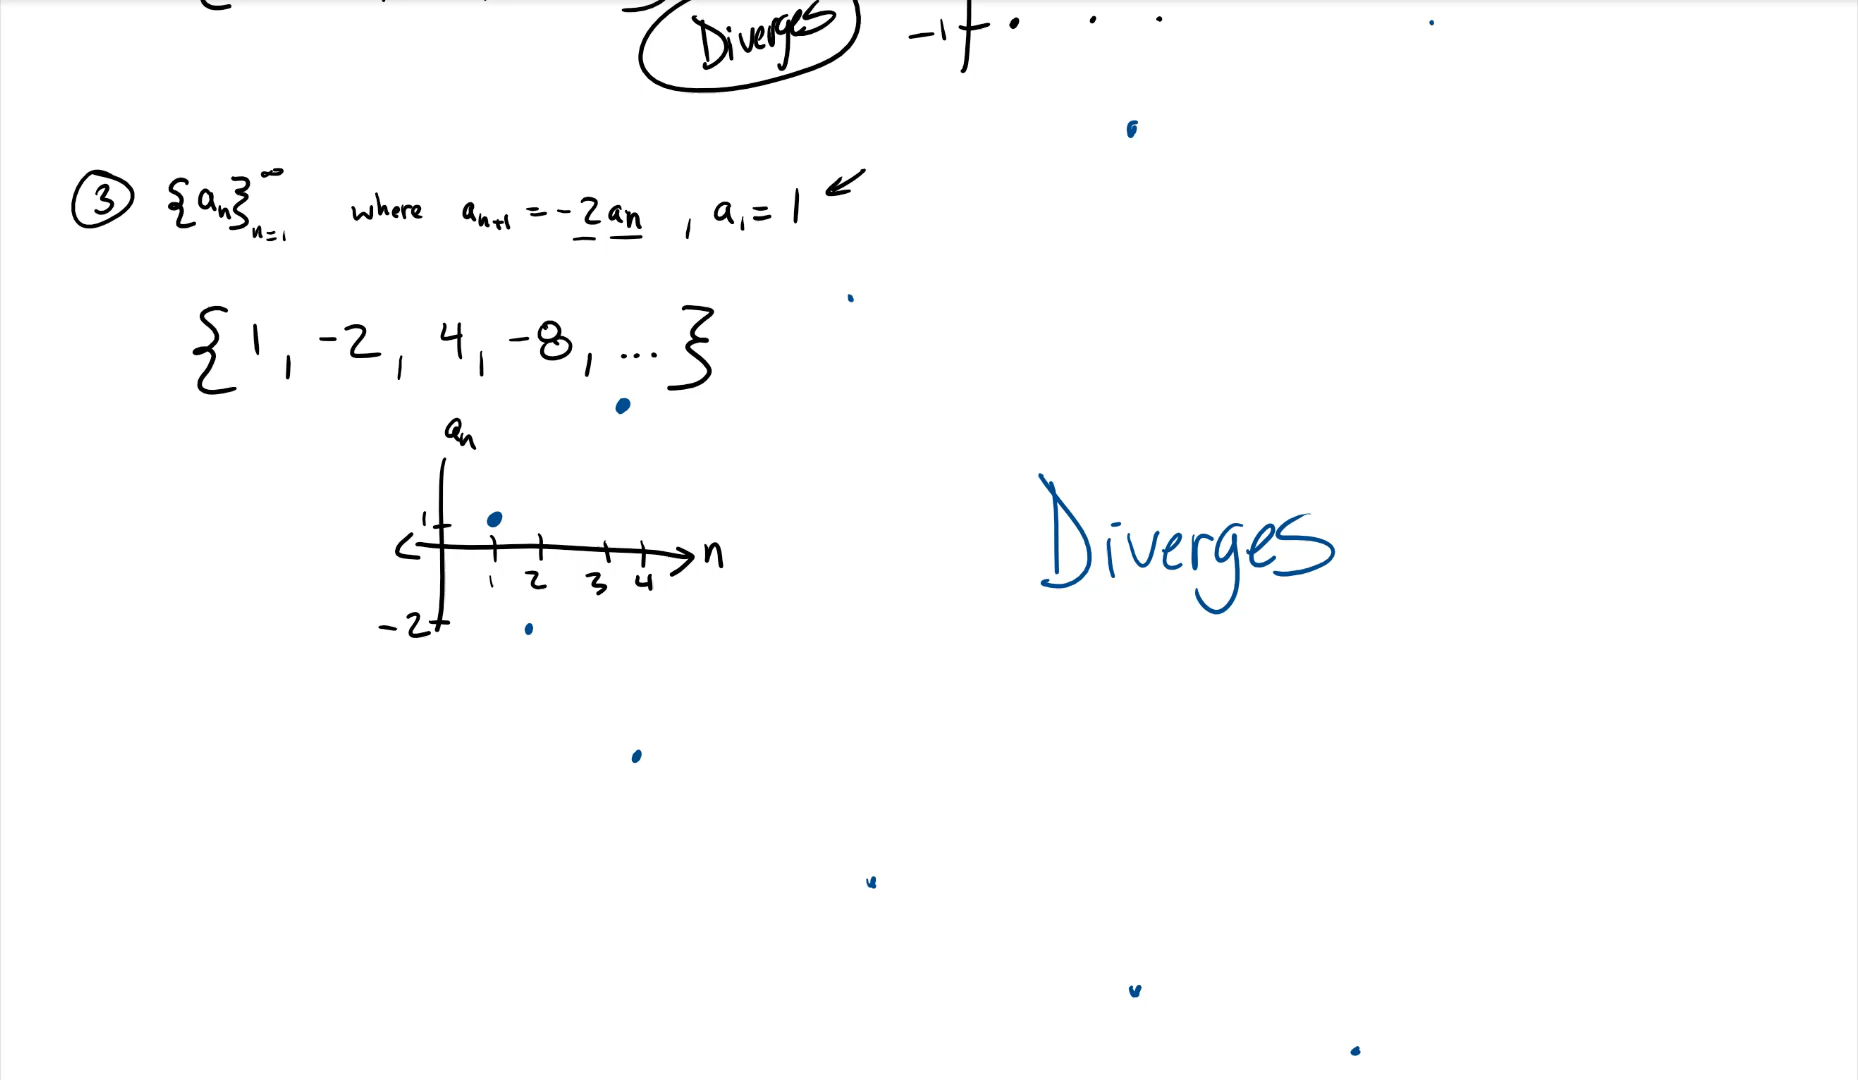 Diverges
-1
③ {aₙ}ₙ₌₁^∞ where aₙ₊₁ = -2aₙ , a₁ = 1
{1, -2, 4, -8, ...}
aₙ
1
n
1 2 3 4
-2
Diverges